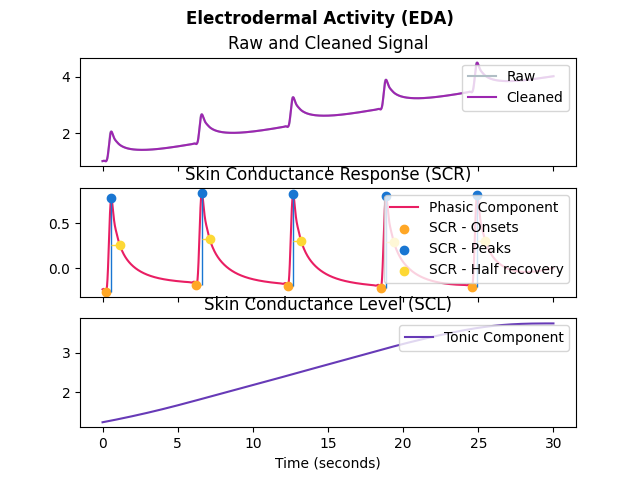 Electrodermal Activity (EDA)
Raw and Cleaned Signal
4
2
Raw
Cleaned
Skin Conductance Response (SCR)
0.5
0.0
Phasic Component
SCR - Onsets
SCR - Peaks
SCR - Half recovery
Skin Conductance Level (SCL)
3
2
Tonic Component
0 5 10 15 20 25 30
Time (seconds)